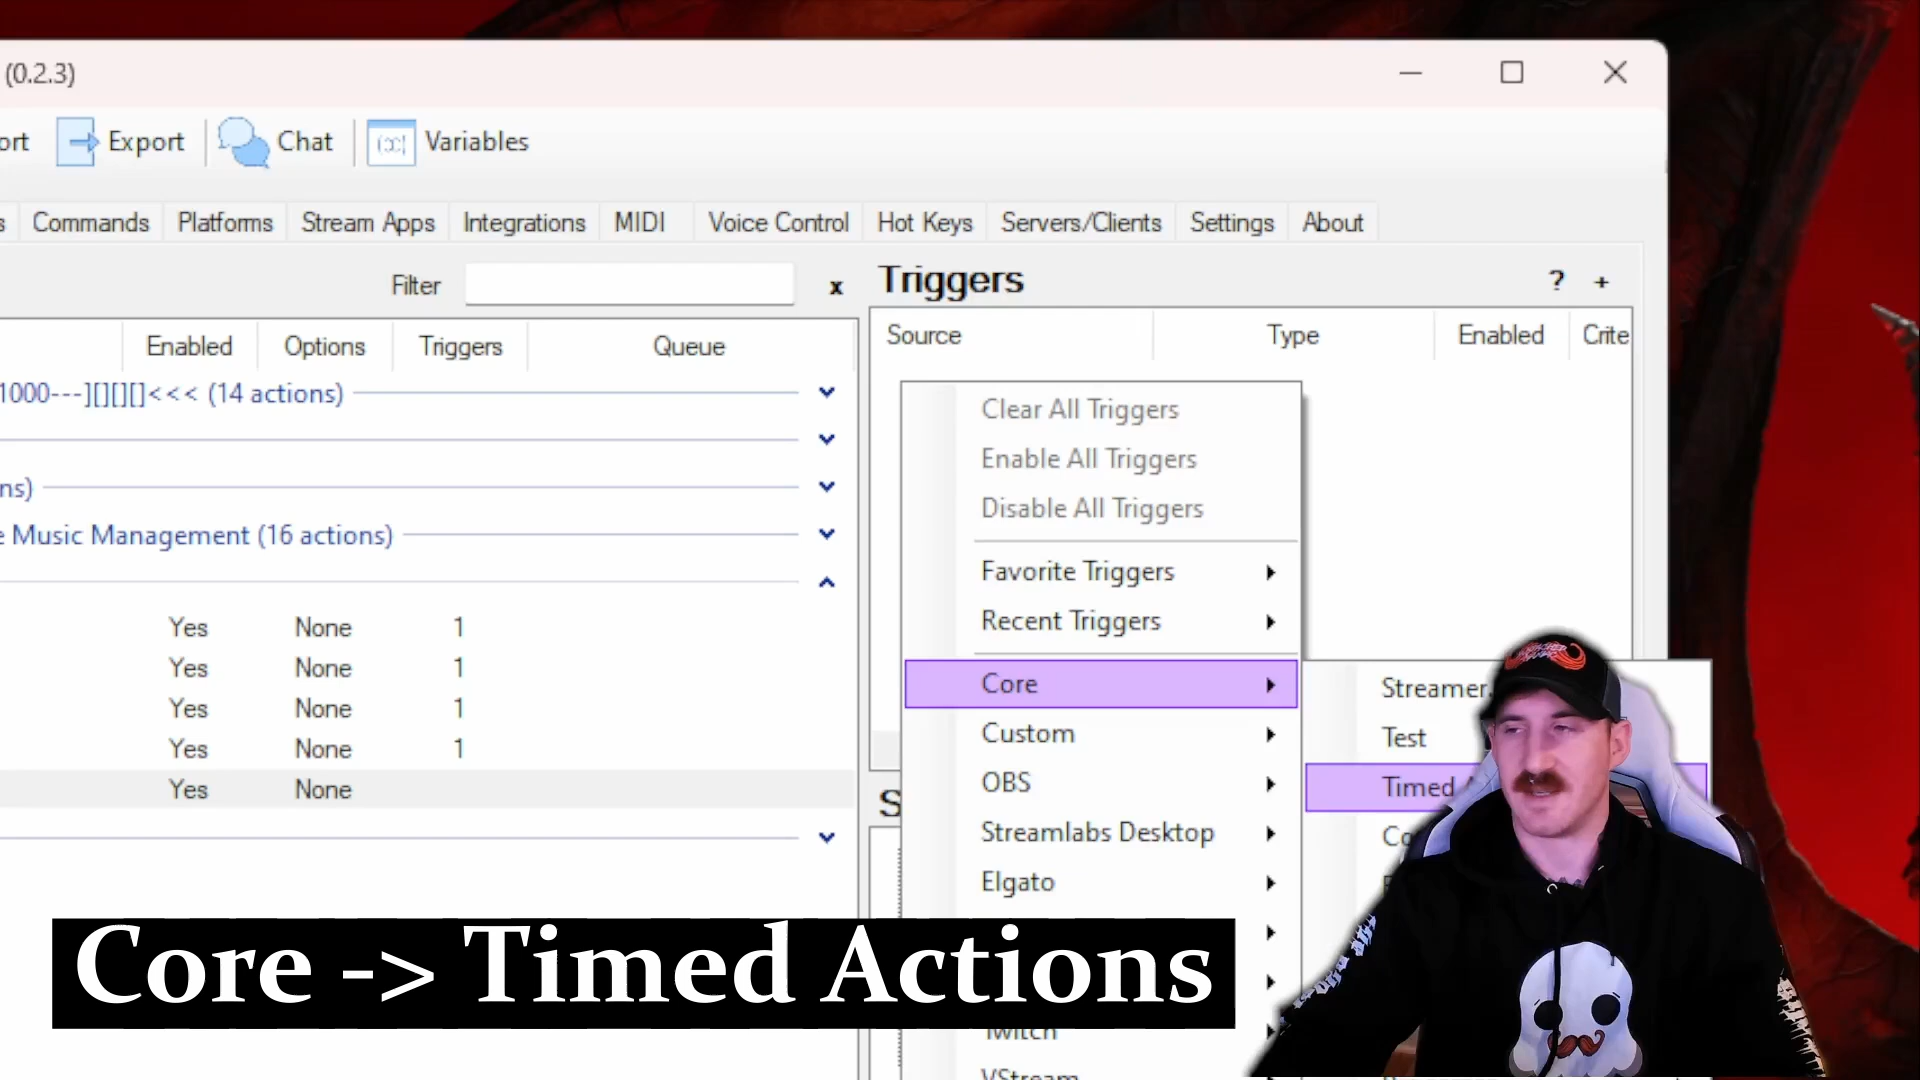 (0.2.3)
ort Export Chat Variables
s Commands Platforms Stream Apps Integrations MIDI Voice Control Hot Keys Servers/Clients Settings About
Filter x
Triggers ? +
Enabled Options Triggers Queue
Source Type Enabled Crite
1000---][][][]<<< (14 actions)
ns)
e Music Management (16 actions)
Yes None 1
Yes None 1
Yes None 1
Yes None 1
Yes None
Clear All Triggers
Enable All Triggers
Disable All Triggers
Favorite Triggers
Recent Triggers
Core
Custom
OBS
Streamlabs Desktop
Elgato
Twitch
VStream
Streamer.
Test
Timed A
Co
S
Core -> Timed Actions